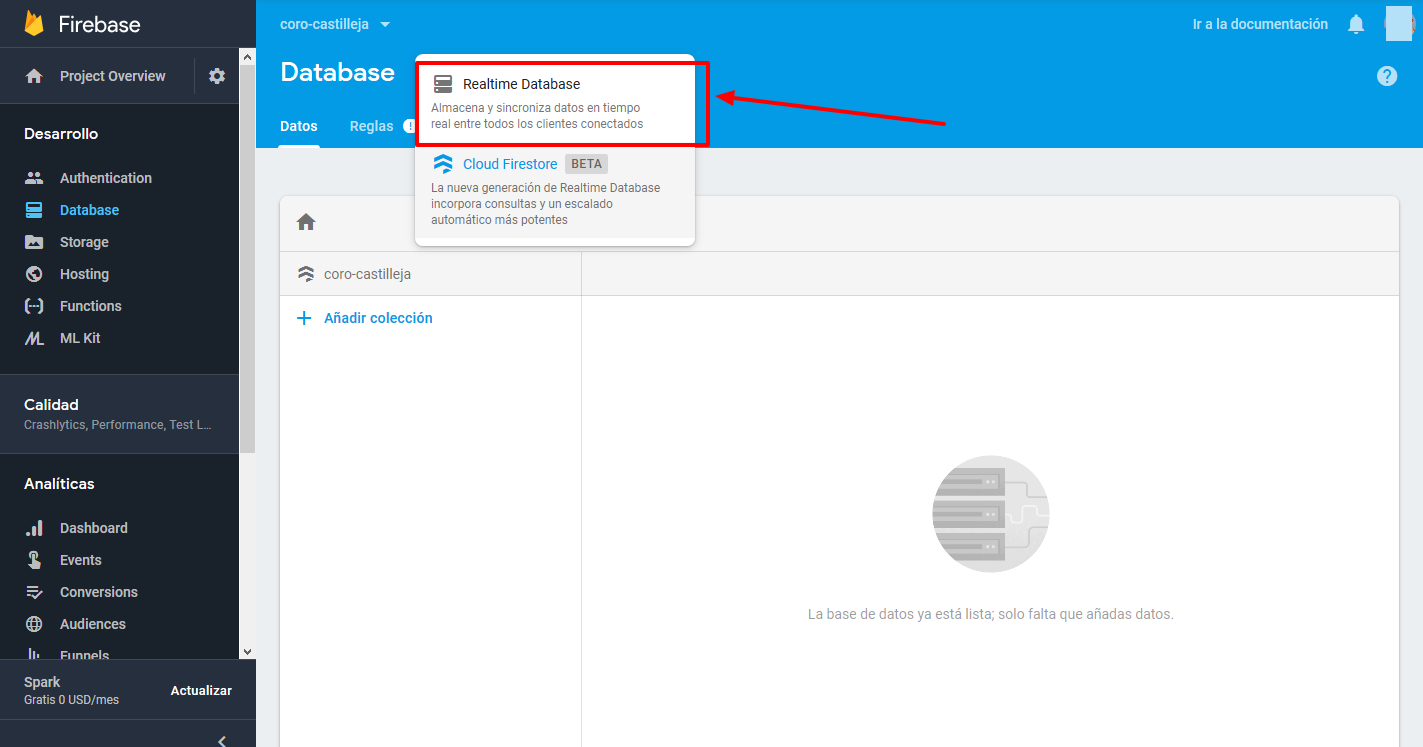 Firebase
coro-castilleja
Ir a la documentación
Project Overview
Database
Realtime Database
Almacena y sincroniza datos en tiempo
real entre todos los clientes conectados
Datos
Reglas
!
?
Cloud Firestore BETA
La nueva generación de Realtime Database
incorpora consultas y un escalado
automático más potentes
Desarrollo
Authentication
Database
Storage
Hosting
Functions
ML Kit
Calidad
Crashlytics, Performance, Test L...
Analíticas
Dashboard
Events
Conversions
Audiences
Funnels
Spark
Gratis 0 USD/mes
Actualizar
coro-castilleja
Añadir colección
La base de datos ya está lista; solo falta que añadas datos.